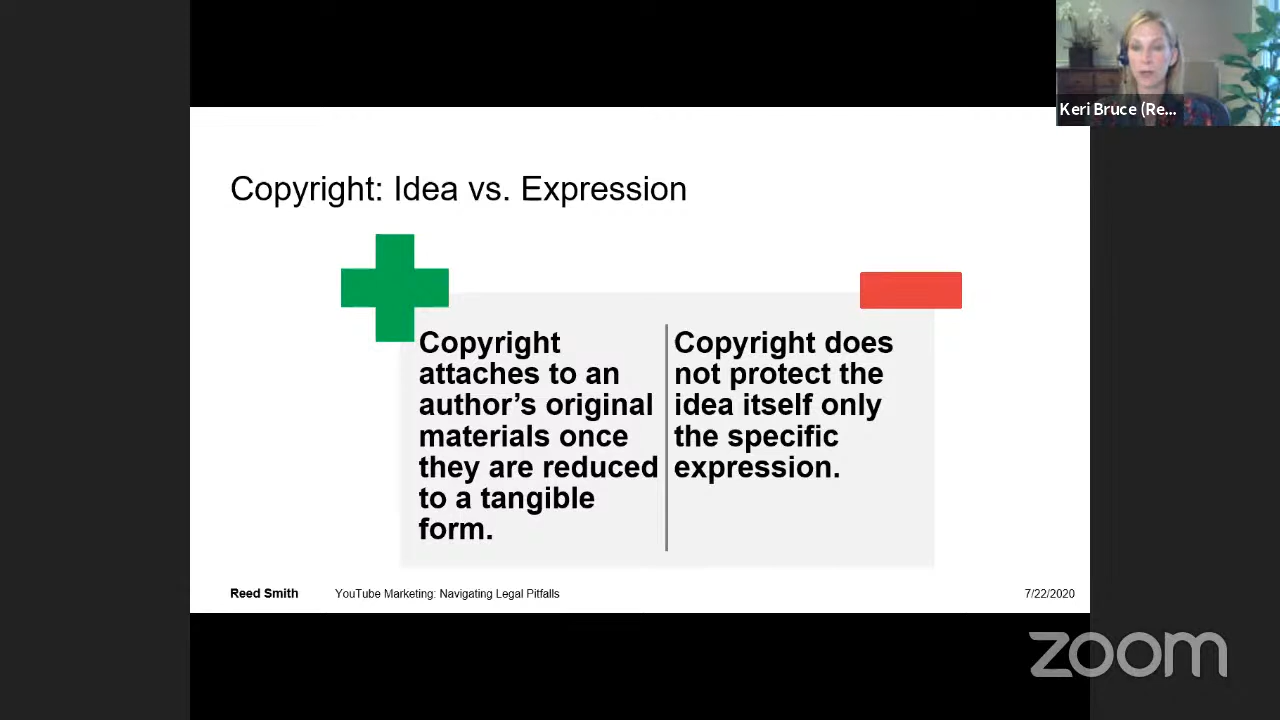 Keri Bruce (Re...
Copyright: Idea vs. Expression
Copyright
attaches to an
author’s original
materials once
they are reduced
to a tangible
form.
Copyright does
not protect the
idea itself only
the specific
expression.
Reed Smith
YouTube Marketing: Navigating Legal Pitfalls
7/22/2020
zoom